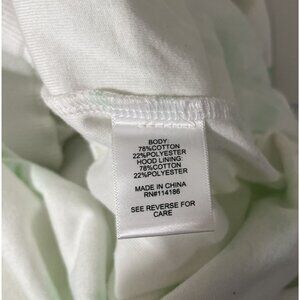 BODY:
78%COTTON
22%POLYESTER
HOOD LINING:
78%COTTON
22%POLYESTER
MADE IN CHINA
RN#114186
SEE REVERSE FOR
CARE